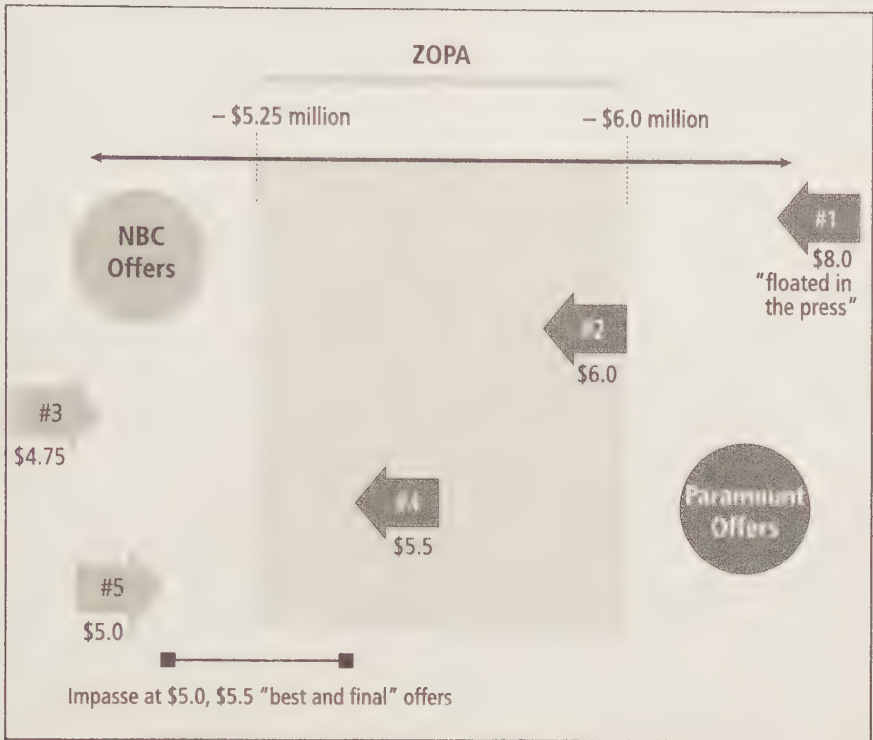 ZOPA
~ $5.25 million
~ $6.0 million
NBC
Offers
#1
$8.0
"floated in
the press"
#2
$6.0
#3
$4.75
Paramount
Offers
#4
$5.5
#5
$5.0
Impasse at $5.0, $5.5 "best and final" offers